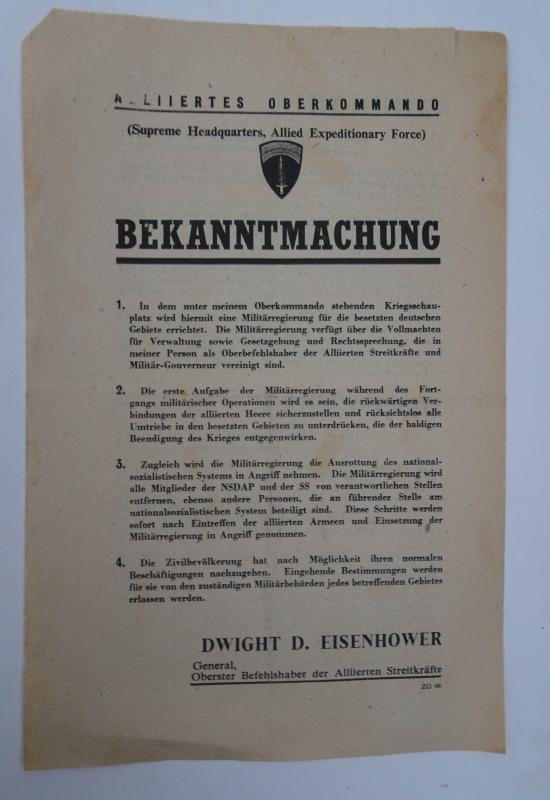 ALLIIERTES OBERKOMMANDO
(Supreme Headquarters, Allied Expeditionary Force)
BEKANNTMACHUNG
1. In dem unter meinem Oberkommando stehenden Kriegsschau-
platz wird hiermit eine Militärregierung für die besetzten deutschen
Gebiete errichtet. Die Militärregierung verfügt über die Vollmachten
für Verwaltung sowie Gesetzgebung und Rechtssprechung, die in
meiner Person als Oberbefehlshaber der Alliierten Streitkräfte und
Militär-Gouverneur vereinigt sind.
2. Die erste Aufgabe der Militärregierung während des Fort-
gangs militärischer Operationen wird es sein, die rückwärtigen Ver-
bindungen der alliierten Heere sicherzustellen und rücksichtslos alle
Umtriebe in den besetzten Gebieten zu unterdrücken, die der baldigen
Beendigung des Krieges entgegenwirken.
3. Zugleich wird die Militärregierung die Ausrottung des national-
sozialistischen Systems in Angriff nehmen. Die Militärregierung wird
alle Mitglieder der NSDAP und der SS von verantwortlichen Stellen
entfernen, ebenso andere Personen, die an führender Stelle am
nationalsozialistischen System beteiligt sind. Diese Schritte werden
sofort nach Eintreffen der alliierten Armeen und Einsetzung der
Militärregierung in Angriff genommen.
4. Die Zivilbevölkerung hat nach Möglichkeit ihren normalen
Beschäftigungen nachzugehen. Eingehende Bestimmungen werden
für sie von den zuständigen Militärbehörden jedes betreffenden Gebietes
erlassen werden.
DWIGHT D. EISENHOWER
General,
Oberster Befehlshaber der Alliierten Streitkräfte
ZG